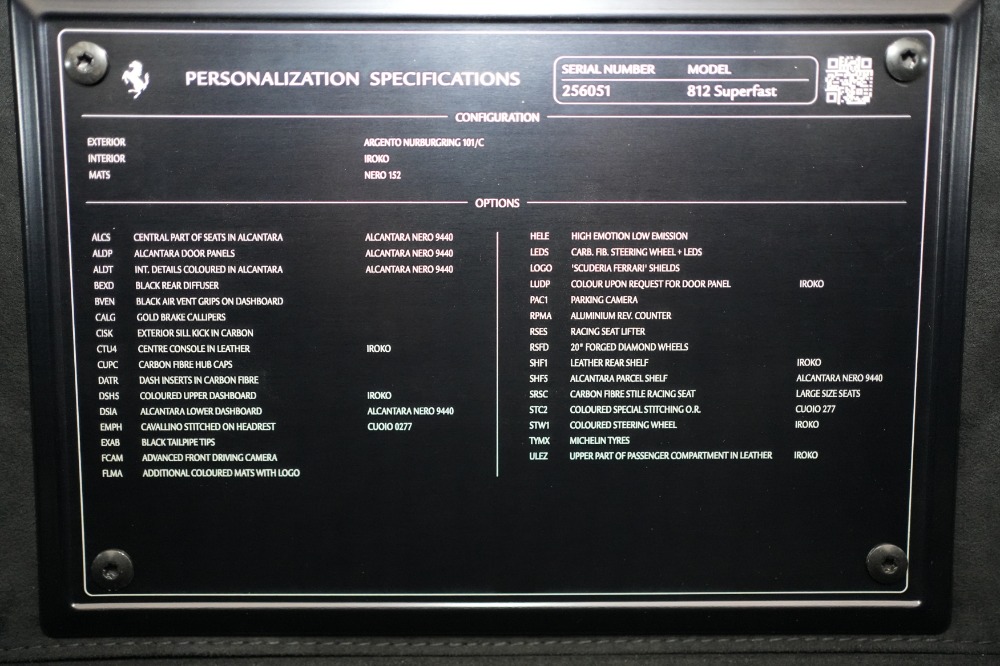 PERSONALIZATION SPECIFICATIONS
SERIAL NUMBER MODEL
256051 812 Superfast
CONFIGURATION
EXTERIOR ARGENTO NURBURGRING 101/C
INTERIOR IROKO
MATS NERO 152
OPTIONS
ALCS CENTRAL PART OF SEATS IN ALCANTARA ALCANTARA NERO 9440
ALDP ALCANTARA DOOR PANELS ALCANTARA NERO 9440
ALDT INT. DETAILS COLOURED IN ALCANTARA ALCANTARA NERO 9440
BEXD BLACK REAR DIFFUSER
BVEN BLACK AIR VENT GRIPS ON DASHBOARD
CALG GOLD BRAKE CALLIPERS
CISK EXTERIOR SILL KICK IN CARBON
CTU4 CENTRE CONSOLE IN LEATHER IROKO
CUPC CARBON FIBRE HUB CAPS
DATR DASH INSERTS IN CARBON FIBRE
DSH5 COLOURED UPPER DASHBOARD IROKO
DSIA ALCANTARA LOWER DASHBOARD ALCANTARA NERO 9440
EMPH CAVALLINO STITCHED ON HEADREST CUOIO 0277
EXAB BLACK TAILPIPE TIPS
FCAM ADVANCED FRONT DRIVING CAMERA
FLMA ADDITIONAL COLOURED MATS WITH LOGO
HELE HIGH EMOTION LOW EMISSION
LEDS CARB. FIB. STEERING WHEEL + LEDS
LOGO 'SCUDERIA FERRARI' SHIELDS
LUDP COLOUR UPON REQUEST FOR DOOR PANEL IROKO
PAC1 PARKING CAMERA
RPMA ALUMINIUM REV. COUNTER
RSES RACING SEAT LIFTER
RSFD 20" FORGED DIAMOND WHEELS
SHF1 LEATHER REAR SHELF IROKO
SHF5 ALCANTARA PARCEL SHELF ALCANTARA NERO 9440
SRSC CARBON FIBRE STILE RACING SEAT LARGE SIZE SEATS
STC2 COLOURED SPECIAL STITCHING O.R. CUOIO 277
STW1 COLOURED STEERING WHEEL IROKO
TYMX MICHELIN TYRES
ULEZ UPPER PART OF PASSENGER COMPARTMENT IN LEATHER IROKO